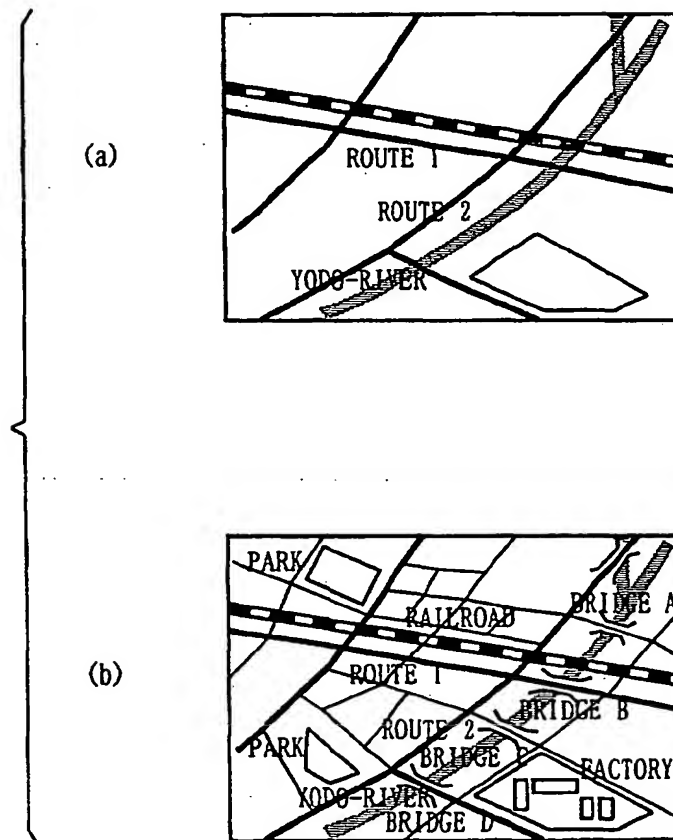 (a)
ROUTE 1
ROUTE 2
YODO-RIVER
(b)
PARK
BRIDGE A
RAILROAD
ROUTE 1
BRIDGE B
ROUTE 2
PARK
BRIDGE C
FACTORY
YODO-RIVER
BRIDGE D